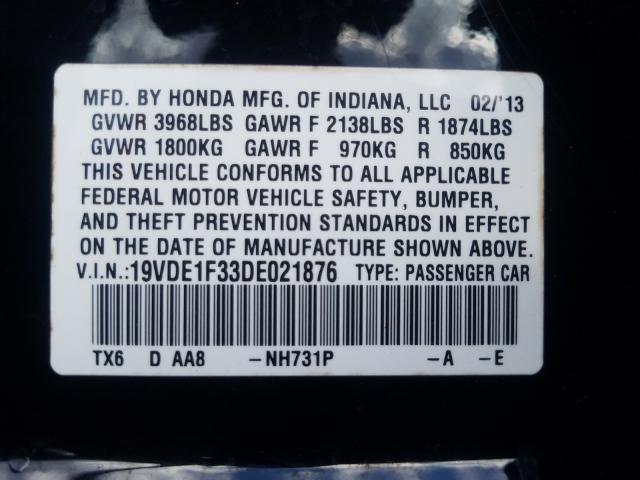 MFD. BY HONDA MFG. OF INDIANA, LLC 02/'13
GVWR 3968LBS GAWR F 2138LBS R 1874LBS
GVWR 1800KG GAWR F 970KG R 850KG
THIS VEHICLE CONFORMS TO ALL APPLICABLE
FEDERAL MOTOR VEHICLE SAFETY, BUMPER,
AND THEFT PREVENTION STANDARDS IN EFFECT
ON THE DATE OF MANUFACTURE SHOWN ABOVE.
V.I.N.:19VDE1F33DE021876 TYPE: PASSENGER CAR
TX6 D AA8 -NH731P -A -E